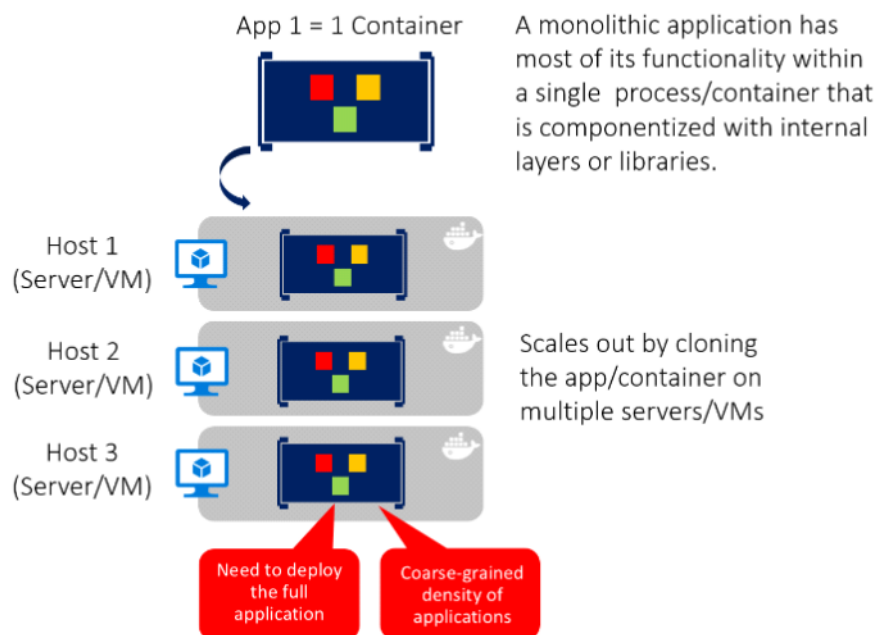 App 1 = 1 Container
A monolithic application has
most of its functionality within
a single process/container that
is componentized with internal
layers or libraries.
Host 1
(Server/VM)
Host 2
(Server/VM)
Scales out by cloning
the app/container on
multiple servers/VMs
Host 3
(Server/VM)
Need to deploy
the full
application
Coarse-grained
density of
applications